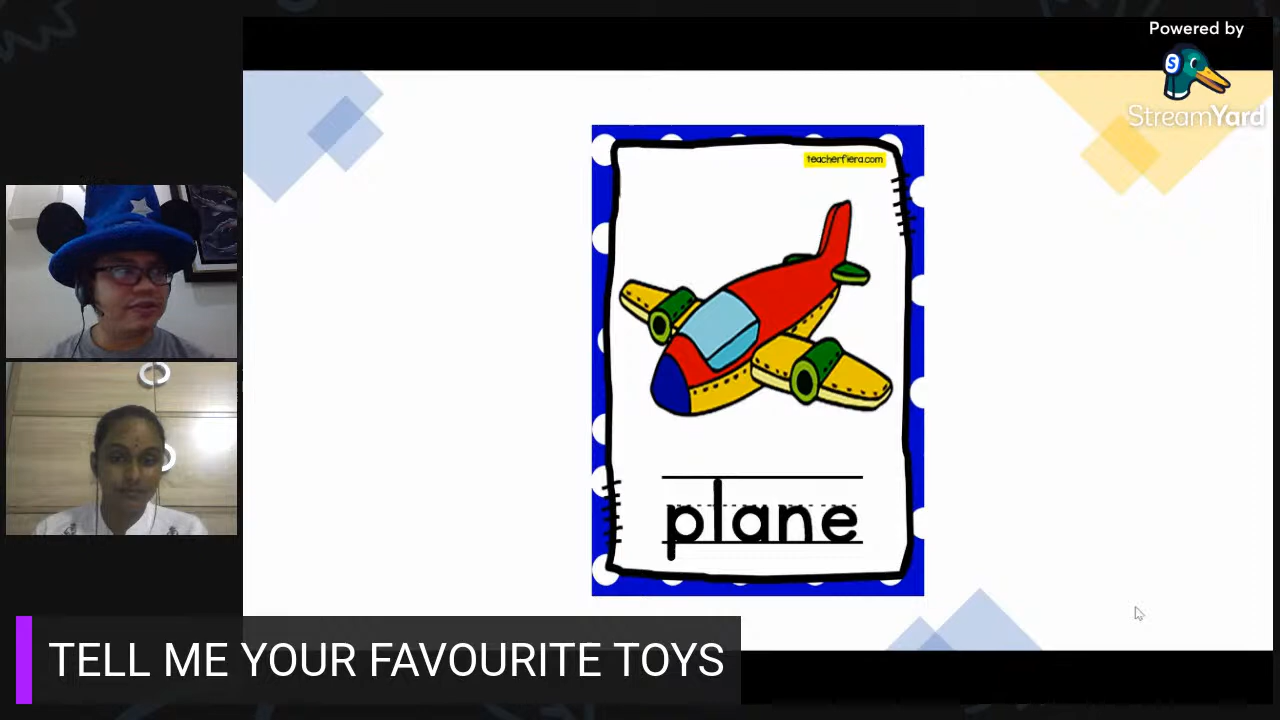 Powered by
StreamYard
teacherfiera.com
plane
TELL ME YOUR FAVOURITE TOYS